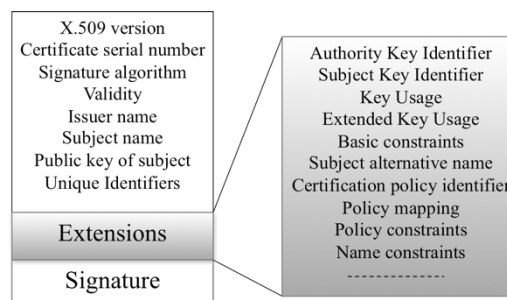 X.509 version
Certificate serial number
Signature algorithm
Validity
Issuer name
Subject name
Public key of subject
Unique Identifiers
Extensions
Signature
Authority Key Identifier
Subject Key Identifier
Key Usage
Extended Key Usage
Basic constraints
Subject alternative name
Certification policy identifier
Policy mapping
Policy constraints
Name constraints
-------------